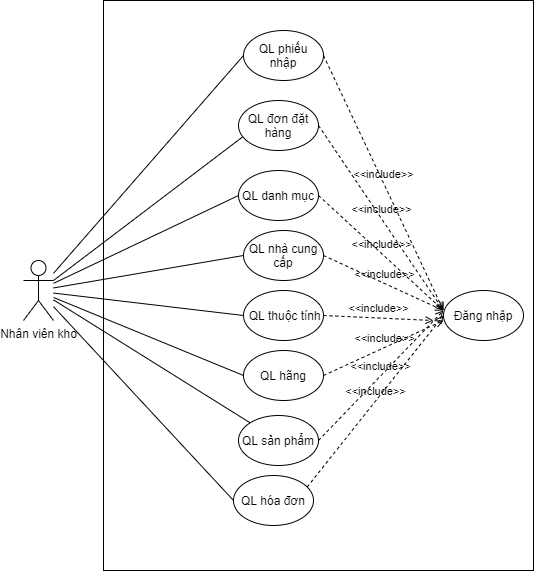 QL phiếu
nhập
QL đơn đặt
hàng
<<include>>
QL danh mục
<<include>>
QL nhà cung
cấp
<<include>>
<<include>>
QL thuộc tính
<<include>>
Đăng nhập
Nhân viên kho
<<include>>
QL hãng
<<include>>
<<include>>
QL sản phẩm
QL hóa đơn